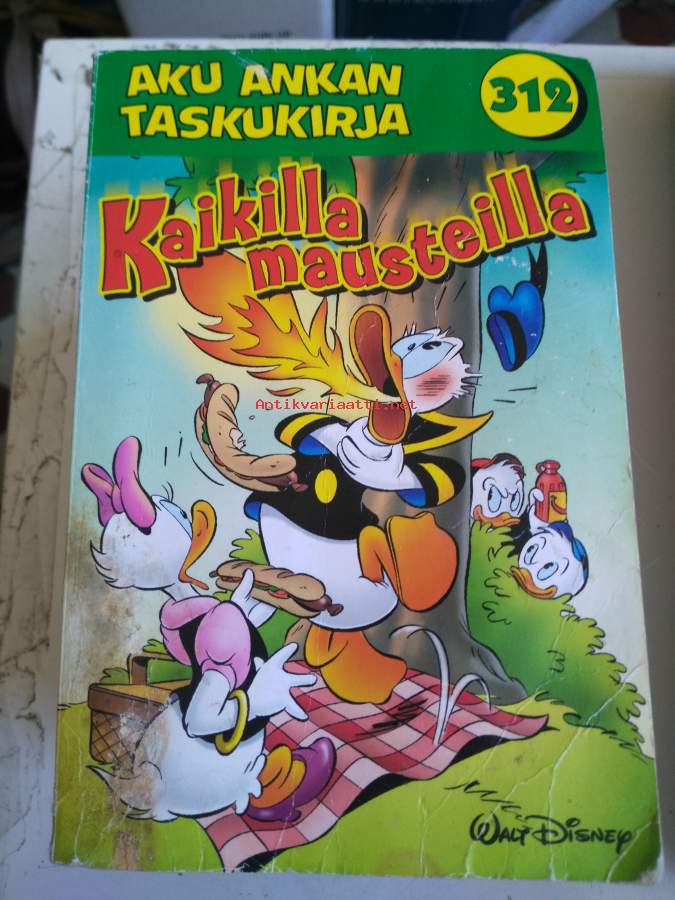 AKU ANKAN
TASKUKIRJA
312
Kaikilla
mausteilla
Antikvariaatti.net
WALT DISNEY